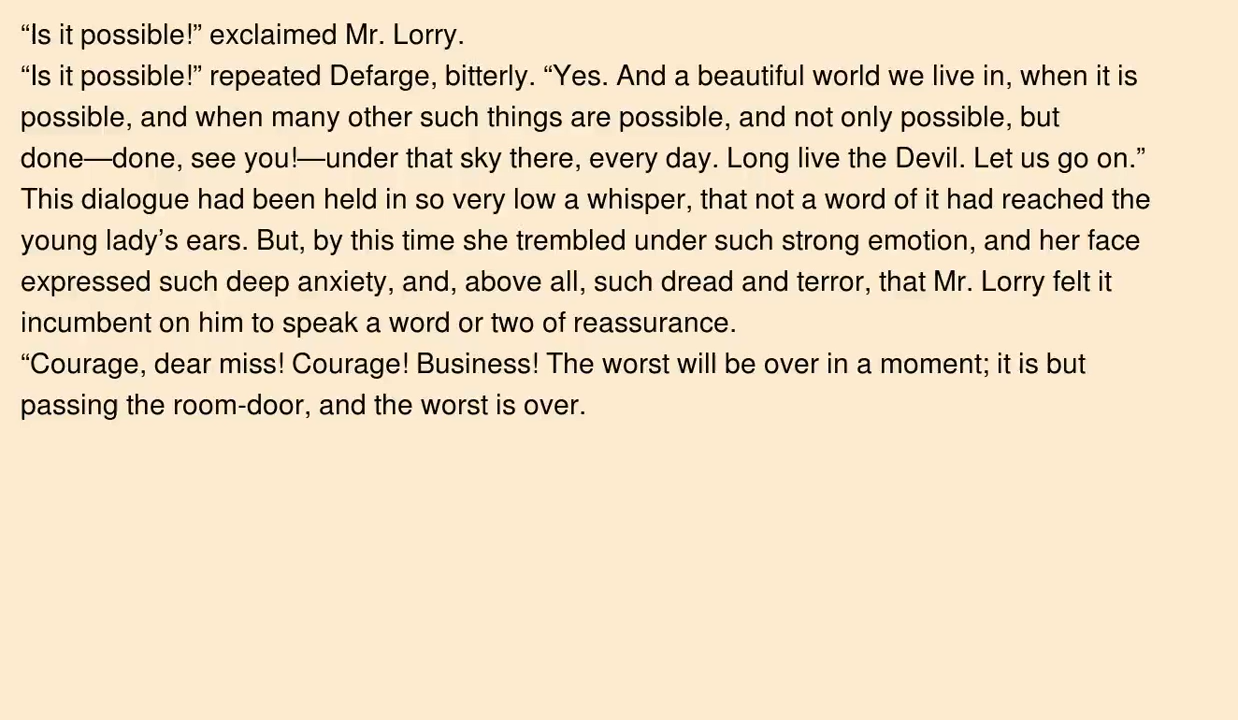 “Is it possible!” exclaimed Mr. Lorry.
“Is it possible!” repeated Defarge, bitterly. “Yes. And a beautiful world we live in, when it is
possible, and when many other such things are possible, and not only possible, but
done—done, see you!—under that sky there, every day. Long live the Devil. Let us go on.”
This dialogue had been held in so very low a whisper, that not a word of it had reached the
young lady’s ears. But, by this time she trembled under such strong emotion, and her face
expressed such deep anxiety, and, above all, such dread and terror, that Mr. Lorry felt it
incumbent on him to speak a word or two of reassurance.
“Courage, dear miss! Courage! Business! The worst will be over in a moment; it is but
passing the room-door, and the worst is over.